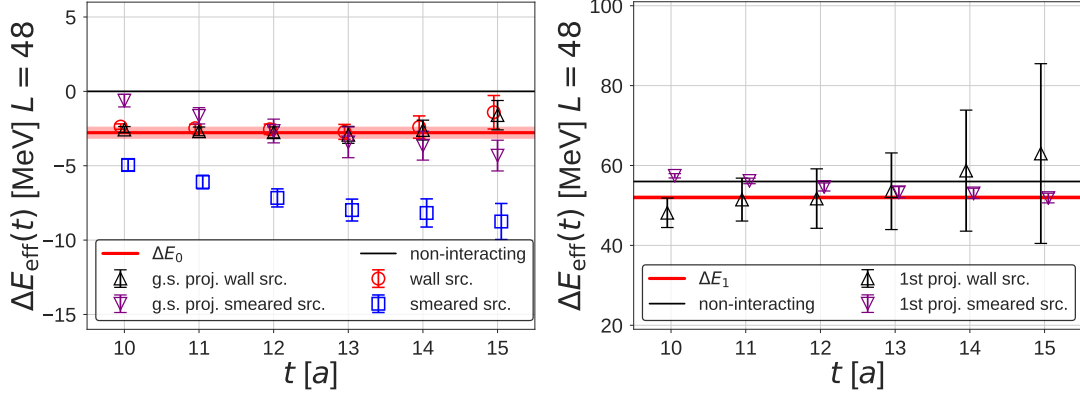 ΔE_eff(t) [MeV] L = 48
5
0
−5
−10
−15
ΔE₀
non-interacting
g.s. proj. wall src.
wall src.
g.s. proj. smeared src.
smeared src.
10 11 12 13 14 15
t [a]
ΔE_eff(t) [MeV] L = 48
100
80
60
40
20
ΔE₁
1st proj. wall src.
non-interacting
1st proj. smeared src.
10 11 12 13 14 15
t [a]